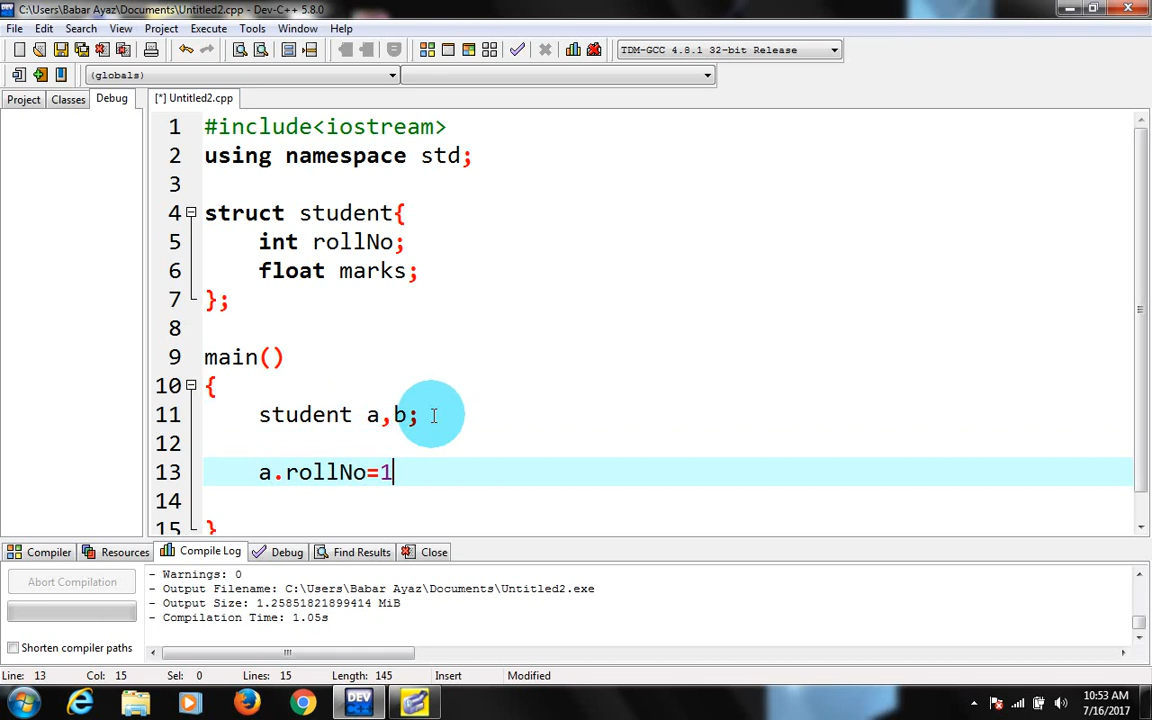 C:\Users\Babar Ayaz\Documents\Untitled2.cpp - Dev-C++ 5.8.0
File Edit Search View Project Execute Tools Window Help
TDM-GCC 4.8.1 32-bit Release
(globals)
Project Classes Debug [*] Untitled2.cpp
1 #include<iostream>
2 using namespace std;
3
4 struct student{
5 int rollNo;
6 float marks;
7 };
8
9 main()
10 {
11 student a,b;
12
13 a.rollNo=1
14
15 }
Compiler Resources Compile Log Debug Find Results Close
Abort Compilation
Shorten compiler paths
- Warnings: 0
- Output Filename: C:\Users\Babar Ayaz\Documents\Untitled2.exe
- Output Size: 1.25851821899414 MiB
- Compilation Time: 1.05s
Line: 13 Col: 15 Sel: 0 Lines: 15 Length: 145 Insert Modified
DEV
10:53 AM
7/16/2017